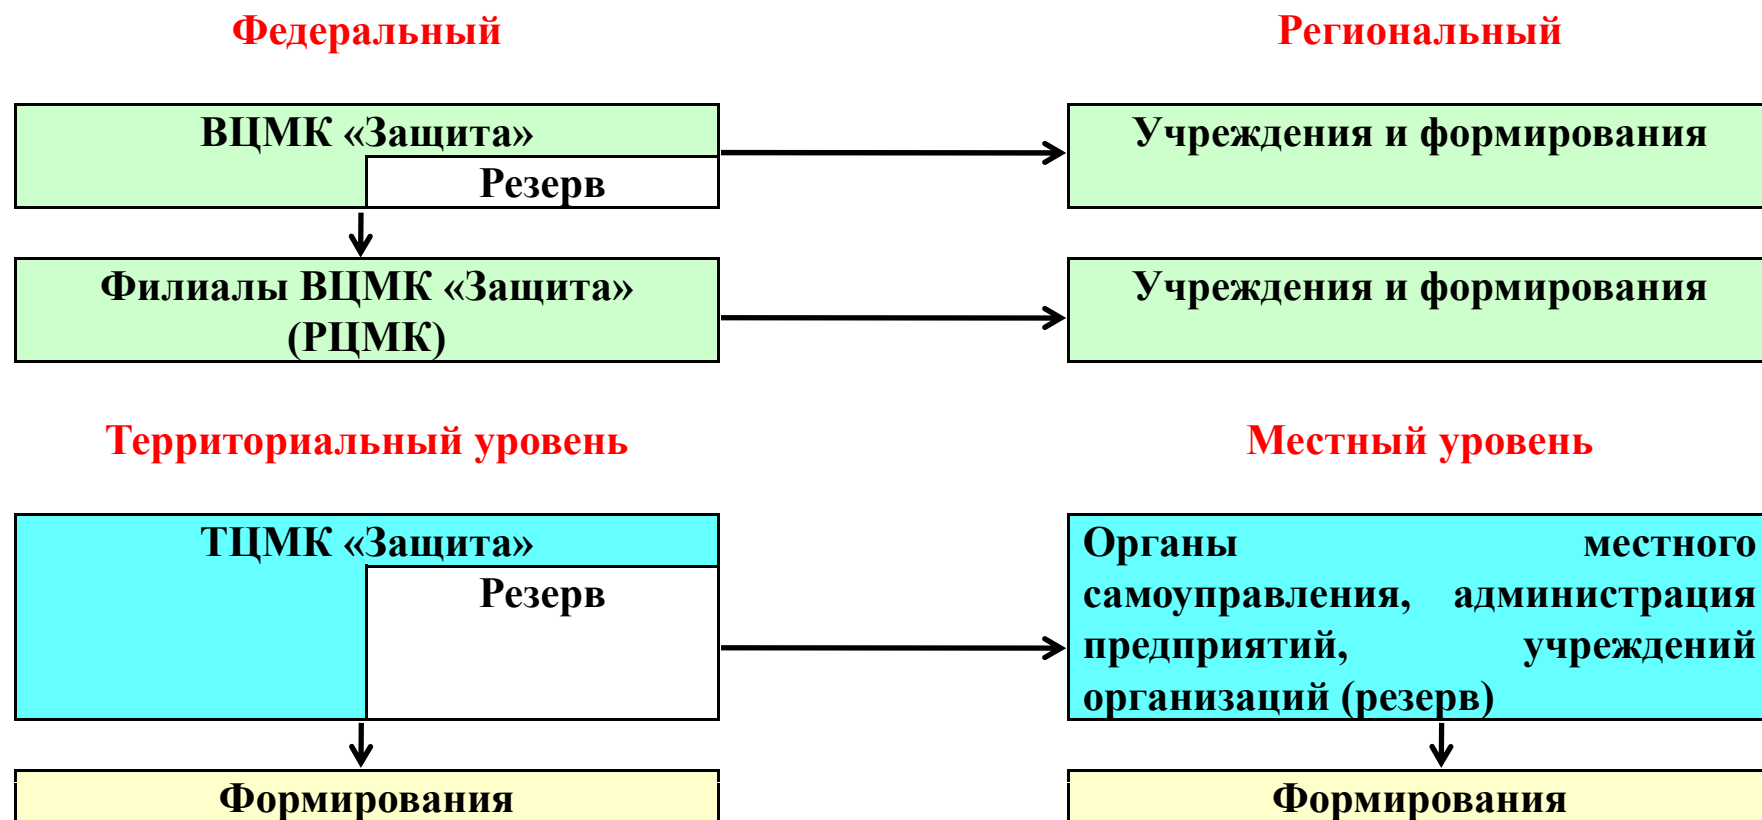 Федеральный
Региональный
ВЦМК «Защита»
Резерв
Учреждения и формирования
Филиалы ВЦМК «Защита»
(РЦМК)
Учреждения и формирования
Территориальный уровень
Местный уровень
ТЦМК «Защита»
Резерв
Органы местного
самоуправления, администрация
предприятий, учреждений
организаций (резерв)
Формирования
Формирования